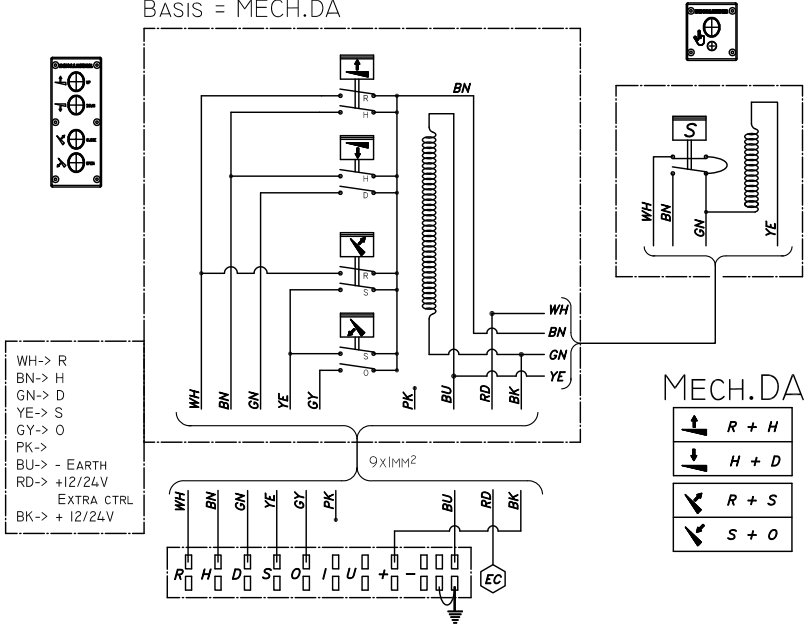 BASIS = MECH.DA
BN
R
H
H
D
R
S
S
O
WH
BN
GN
YE
WH
BN
GN
YE
GY
PK
BU
RD
BK
S
WH
BN
GN
YE
WH-> R
BN-> H
GN-> D
YE-> S
GY-> O
PK->
BU-> - EARTH
RD-> +12/24V
EXTRA CTRL
BK-> + 12/24V
9x1MM²
WH
BN
GN
YE
GY
PK
BU
RD
BK
R H D S O I U + -
EC
MECH.DA
R + H
H + D
R + S
S + O